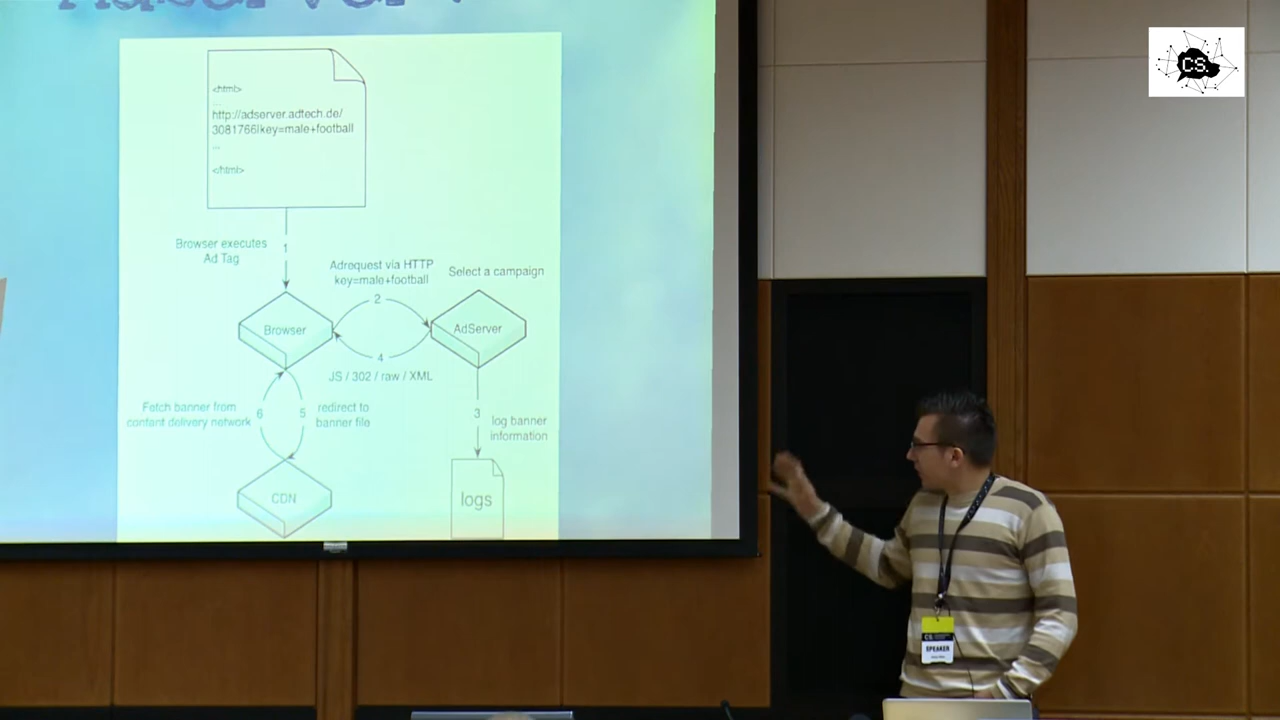 Adserver?
<html>
...
http://adserver.adtech.de/
3081766|key=male+football
...
</html>
1
Browser executes
Ad Tag
Adrequest via HTTP
key=male+football
Select a campaign
2
Browser
AdServer
4
JS / 302 / raw / XML
Fetch banner from
content delivery network
6
5
redirect to
banner file
3
log banner
information
CDN
logs
CS.
CS
SPEAKER